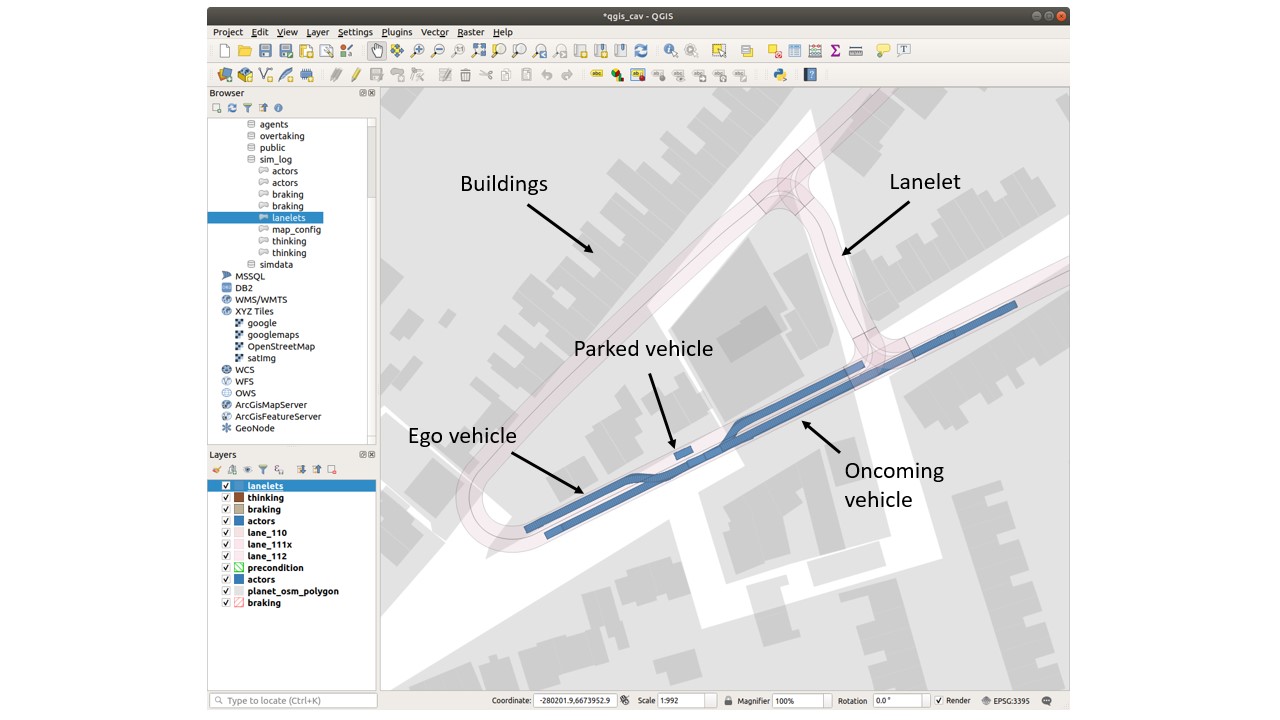 *qgis_cav - QGIS
Project Edit View Layer Settings Plugins Vector Raster Help
Browser
agents
overtaking
public
sim_log
actors
actors
braking
braking
lanelets
map_config
thinking
thinking
simdata
MSSQL
DB2
WMS/WMTS
XYZ Tiles
google
googlemaps
OpenStreetMap
satImg
WCS
WFS
OWS
ArcGisMapServer
ArcGisFeatureServer
GeoNode
Layers
lanelets
thinking
braking
actors
lane_110
lane_111x
lane_112
precondition
actors
planet_osm_polygon
braking
Buildings
Lanelet
Parked vehicle
Ego vehicle
Oncoming
vehicle
Type to locate (Ctrl+K) Coordinate: -280201.9,6673952.9 Scale 1:992 Magnifier 100% Rotation 0.0 ° Render EPSG:3395